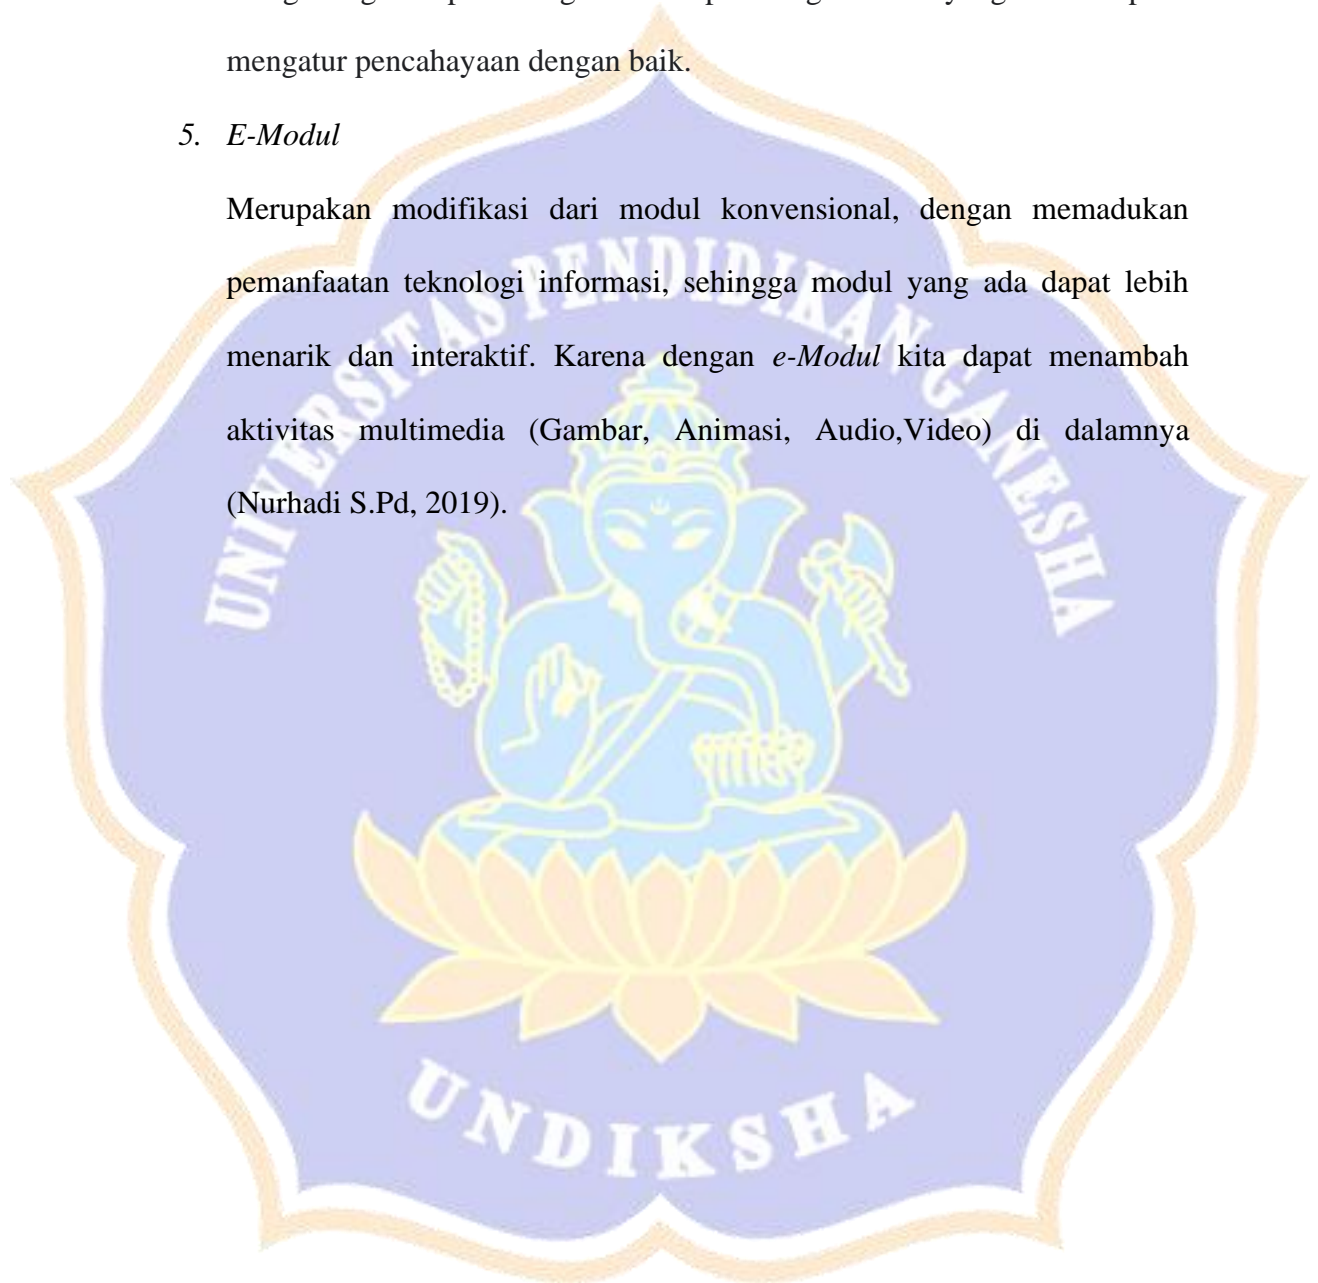 mengatur pencahayaan dengan baik.
5. E-Modul
Merupakan modifikasi dari modul konvensional, dengan memadukan
pemanfaatan teknologi informasi, sehingga modul yang ada dapat lebih
menarik dan interaktif. Karena dengan e-Modul kita dapat menambah
aktivitas multimedia (Gambar, Animasi, Audio,Video) di dalamnya
(Nurhadi S.Pd, 2019).
UNIVERSITAS PENDIDIKAN GANESHA
UNDIKSHA